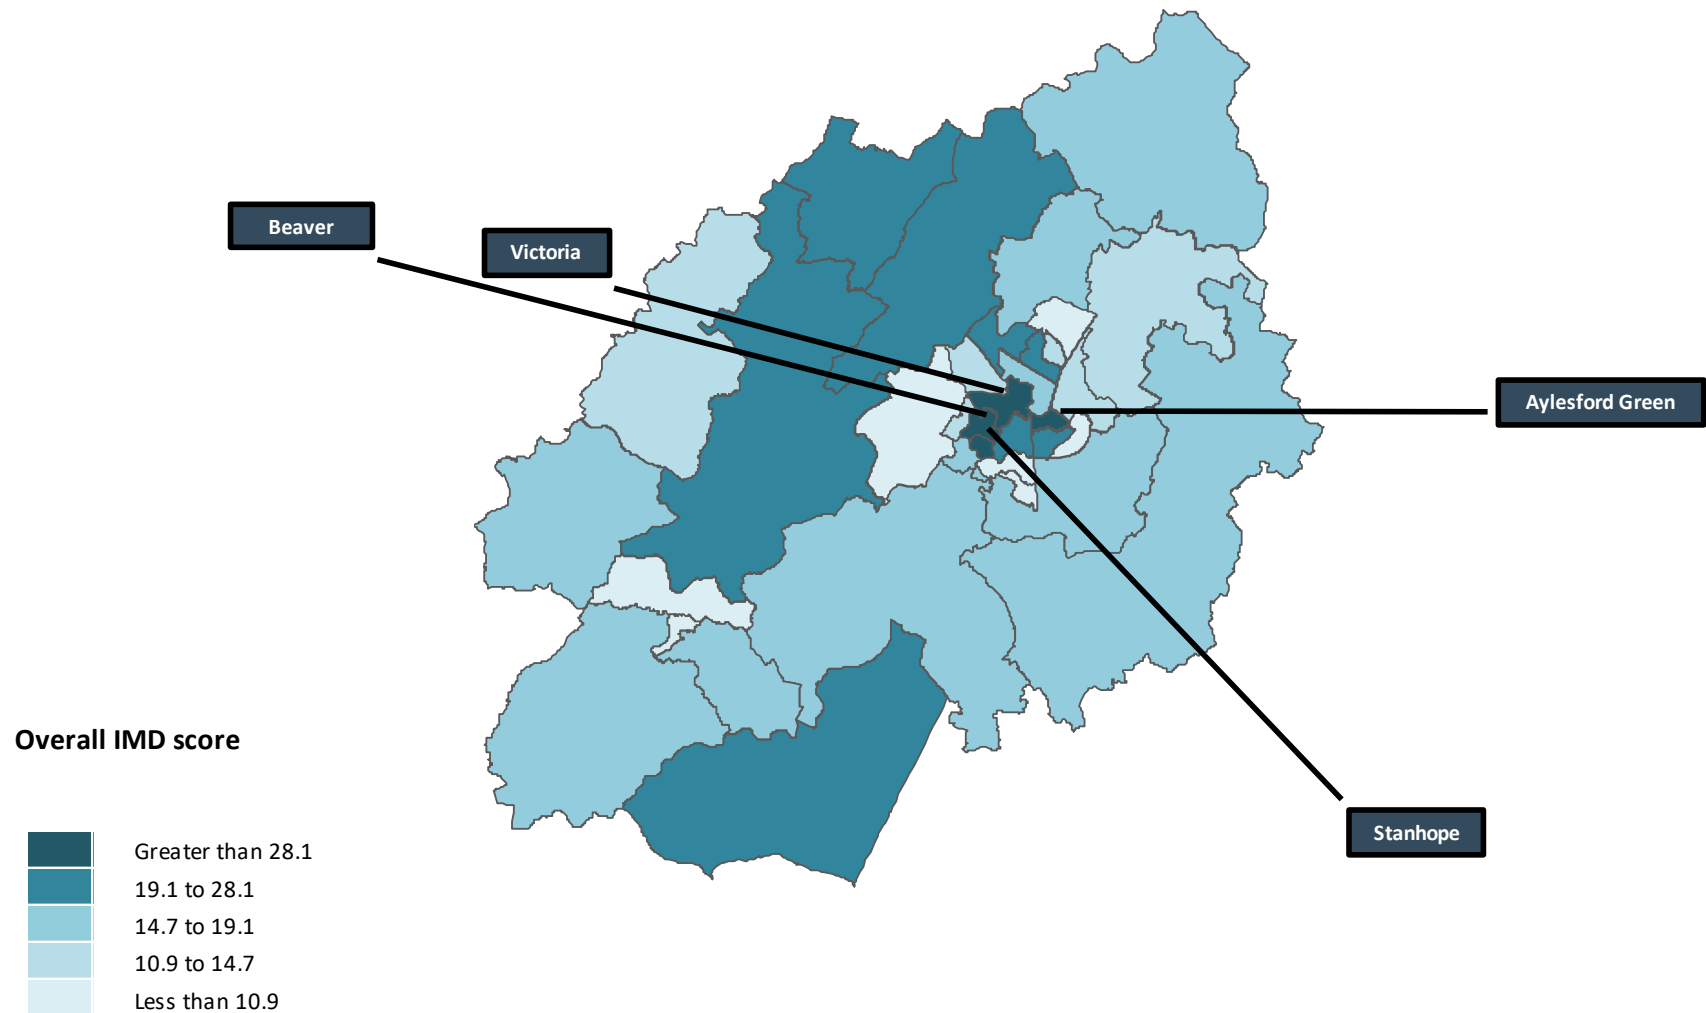 Beaver
Victoria
Aylesford Green
Stanhope
Overall IMD score
Greater than 28.1
19.1 to 28.1
14.7 to 19.1
10.9 to 14.7
Less than 10.9